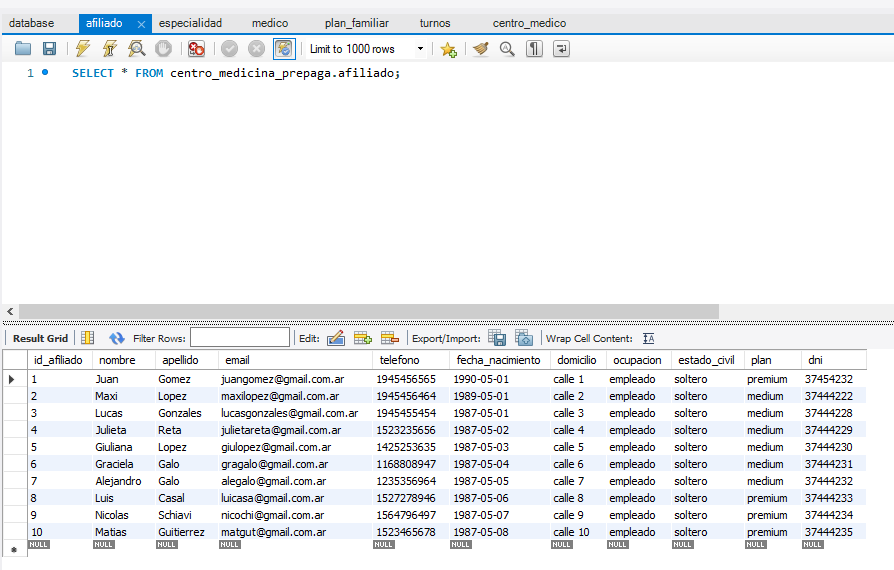 database afiliado especialidad medico plan_familiar turnos centro_medico
Limit to 1000 rows
1 SELECT * FROM centro_medicina_prepaga.afiliado;
Result Grid Filter Rows: Edit: Export/Import: Wrap Cell Content:
id_afiliado nombre apellido email telefono fecha_nacimiento domicilio ocupacion estado_civil plan dni
1 Juan Gomez juangomez@gmail.com.ar 1945456565 1990-05-01 calle 1 empleado soltero premium 37454232
2 Maxi Lopez maxilopez@gmail.com.ar 1945456464 1989-05-01 calle 2 empleado soltero medium 37444222
3 Lucas Gonzales lucasgonzales@gmail.com.ar 1945455454 1987-05-01 calle 3 empleado soltero medium 37444228
4 Julieta Reta julietareta@gmail.com.ar 1523235656 1987-05-02 calle 4 empleado soltero medium 37444229
5 Giuliana Lopez giulopez@gmail.com.ar 1425253635 1987-05-03 calle 5 empleado soltero medium 37444230
6 Graciela Galo gragalo@gmail.com.ar 1168808947 1987-05-04 calle 6 empleado soltero medium 37444231
7 Alejandro Galo alegalo@gmail.com.ar 1235356964 1987-05-05 calle 7 empleado soltero medium 37444232
8 Luis Casal luicasa@gmail.com.ar 1527278946 1987-05-06 calle 8 empleado soltero premium 37444233
9 Nicolas Schiavi nicochi@gmail.com.ar 1564796497 1987-05-07 calle 9 empleado soltero premium 37444234
10 Matias Guitierrez matgut@gmail.com.ar 1523465678 1987-05-08 calle 10 empleado soltero premium 37444235
NULL NULL NULL NULL NULL NULL NULL NULL NULL NULL NULL